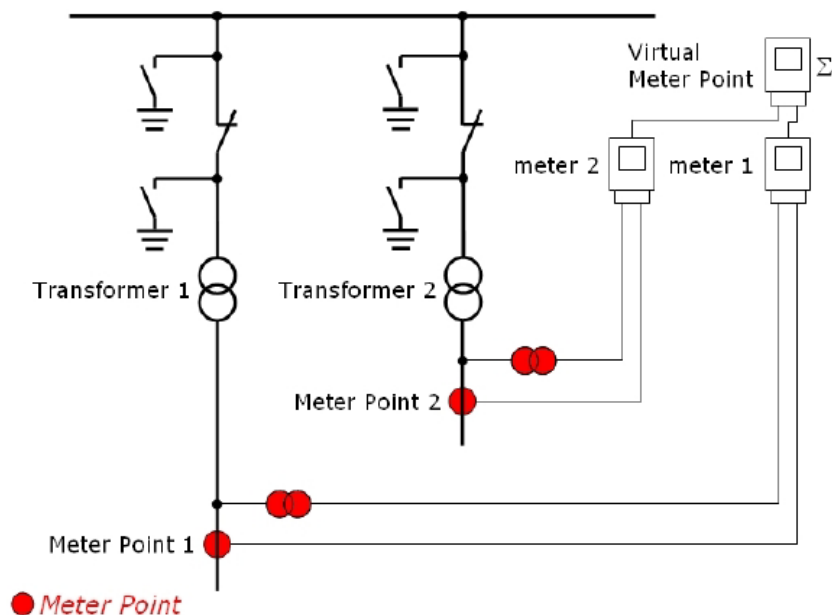 Virtual
Meter Point
Σ
meter 2
meter 1
Transformer 1
Transformer 2
Meter Point 2
Meter Point 1
Meter Point